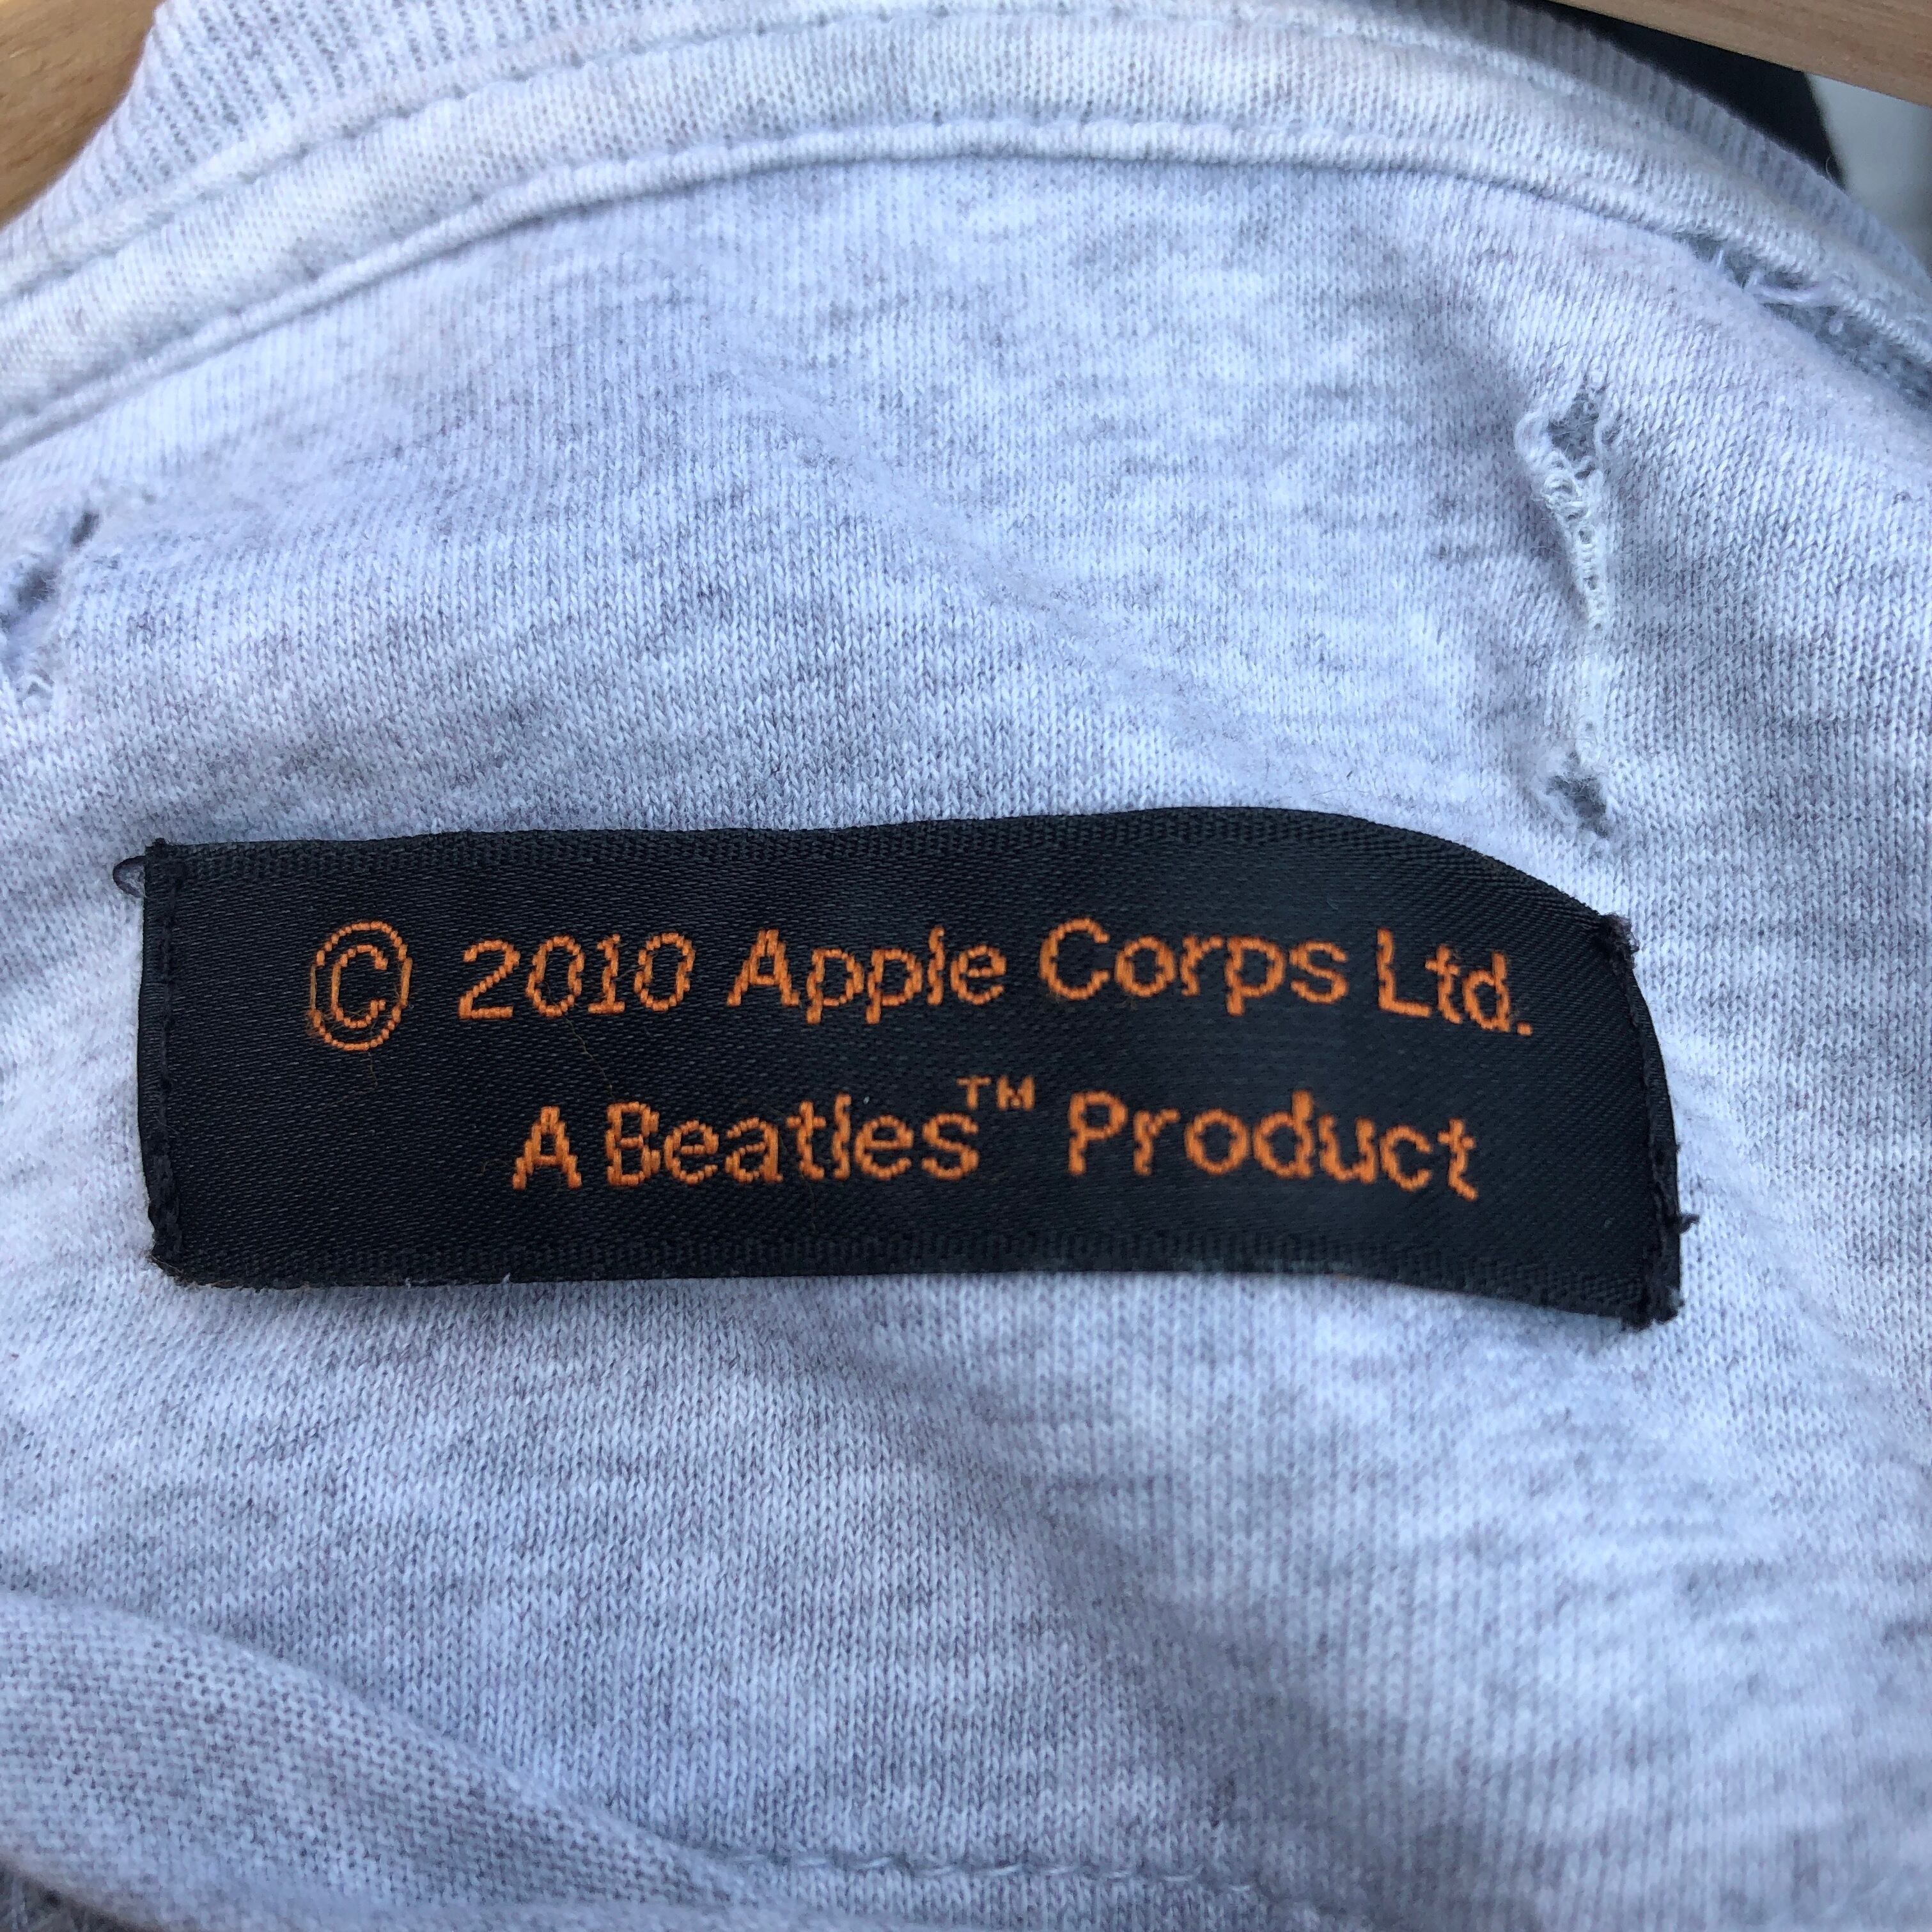 © 2010 Apple Corps Ltd.
A Beatles™ Product